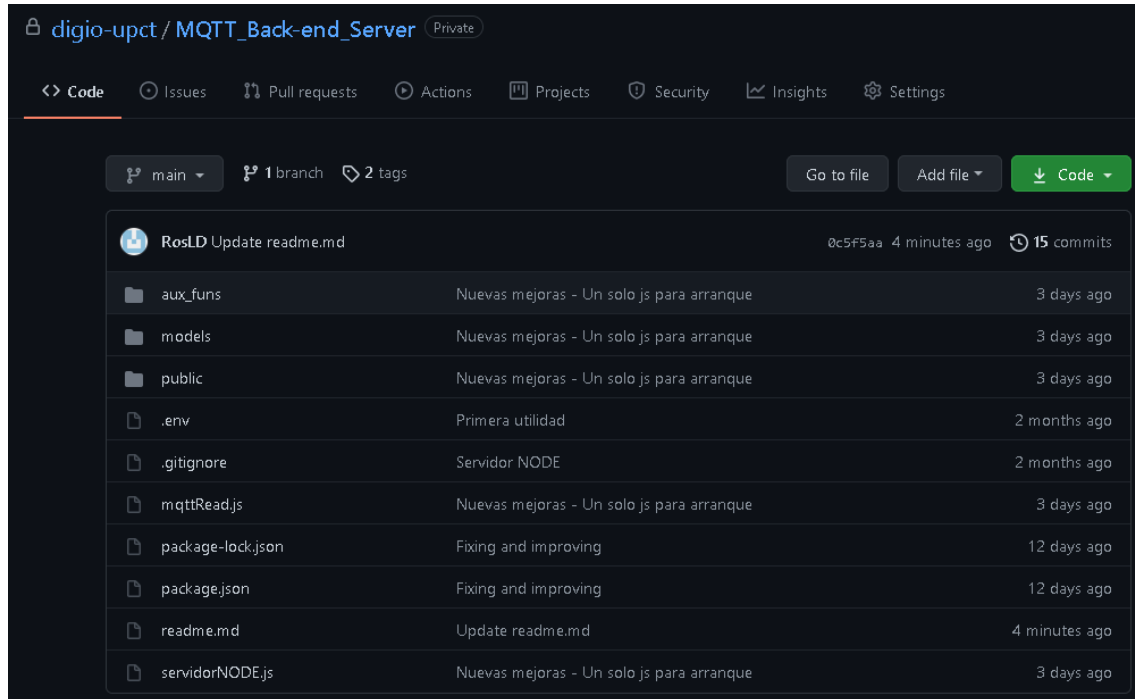 digio-upct / MQTT_Back-end_Server Private
<> Code Issues Pull requests Actions Projects Security Insights Settings
main 1 branch 2 tags Go to file Add file Code
RosLD Update readme.md 0c5f5aa 4 minutes ago 15 commits
aux_funs Nuevas mejoras - Un solo js para arranque 3 days ago
models Nuevas mejoras - Un solo js para arranque 3 days ago
public Nuevas mejoras - Un solo js para arranque 3 days ago
.env Primera utilidad 2 months ago
.gitignore Servidor NODE 2 months ago
mqttRead.js Nuevas mejoras - Un solo js para arranque 3 days ago
package-lock.json Fixing and improving 12 days ago
package.json Fixing and improving 12 days ago
readme.md Update readme.md 4 minutes ago
servidorNODE.js Nuevas mejoras - Un solo js para arranque 3 days ago